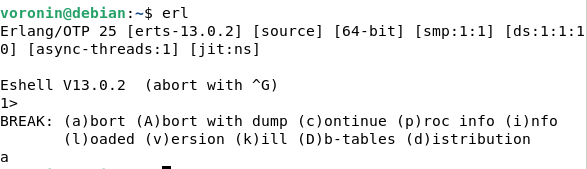 voronin@debian:~$ erl
Erlang/OTP 25 [erts-13.0.2] [source] [64-bit] [smp:1:1] [ds:1:1:1
0] [async-threads:1] [jit:ns]
Eshell V13.0.2  (abort with ^G)
1>
BREAK: (a)bort (A)bort with dump (c)ontinue (p)roc info (i)nfo
       (l)oaded (v)ersion (k)ill (D)b-tables (d)istribution
a